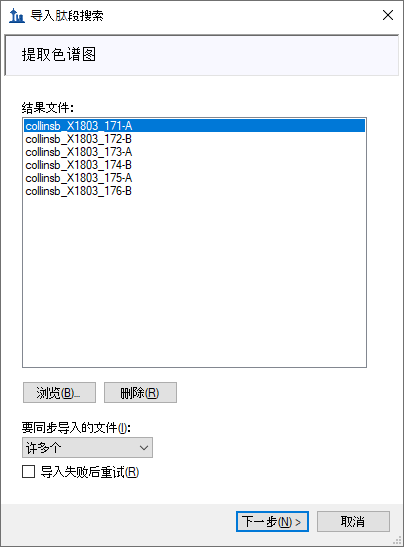 导入肽段搜索
提取色谱图
结果文件:
collinsb_X1803_171-A
collinsb_X1803_172-B
collinsb_X1803_173-A
collinsb_X1803_174-B
collinsb_X1803_175-A
collinsb_X1803_176-B
浏览(B)... 删除(R)
要同步导入的文件(I):
许多个
导入失败后重试(R)
下一步(N) > 取消